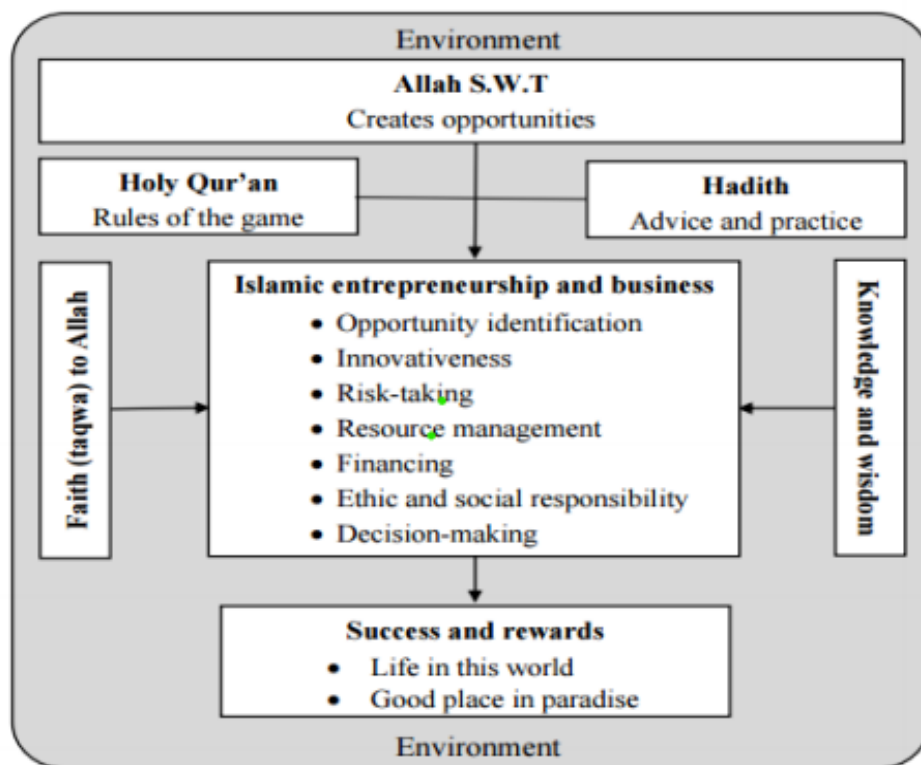 Environment
Allah S.W.T
Creates opportunities
Holy Qur’an
Rules of the game
Hadith
Advice and practice
Faith (taqwa) to Allah
Islamic entrepreneurship and business
• Opportunity identification
• Innovativeness
• Risk-taking
• Resource management
• Financing
• Ethic and social responsibility
• Decision-making
Knowledge and wisdom
Success and rewards
• Life in this world
• Good place in paradise
Environment